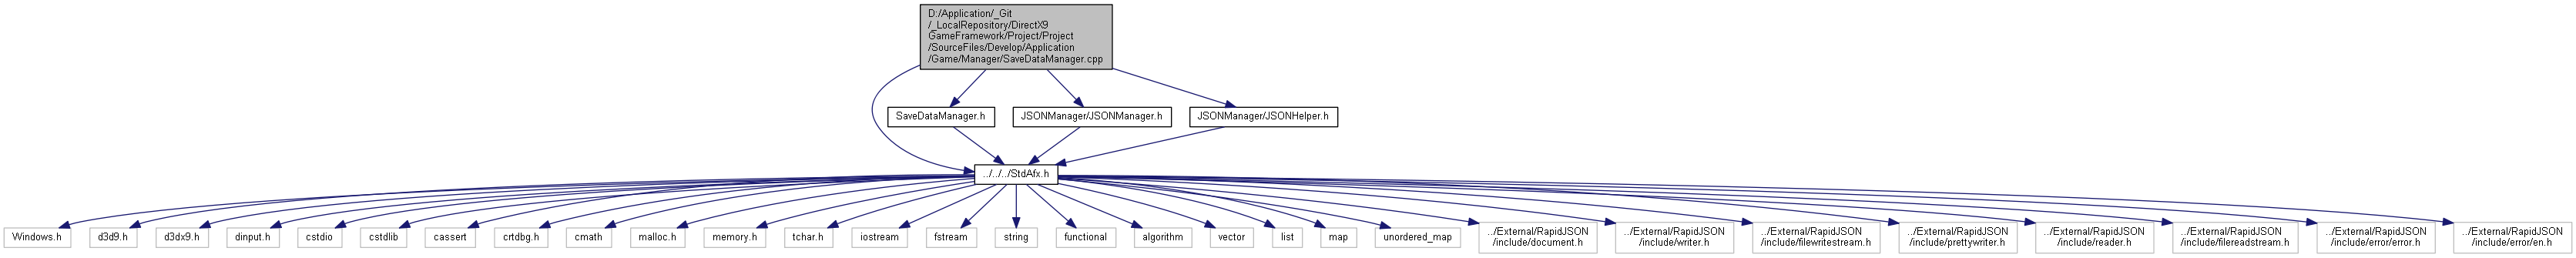 D:/Application/_Git
/_LocalRepository/DirectX9
GameFramework/Project/Project
/SourceFiles/Develop/Application
/Game/Manager/SaveDataManager.cpp
SaveDataManager.h
JSONManager/JSONManager.h
JSONManager/JSONHelper.h
../../../StdAfx.h
Windows.h
d3d9.h
d3dx9.h
dinput.h
cstdio
cstdlib
cassert
crtdbg.h
cmath
malloc.h
memory.h
tchar.h
iostream
fstream
string
functional
algorithm
vector
list
map
unordered_map
../External/RapidJSON
/include/document.h
../External/RapidJSON
/include/writer.h
../External/RapidJSON
/include/filewritestream.h
../External/RapidJSON
/include/prettywriter.h
../External/RapidJSON
/include/reader.h
../External/RapidJSON
/include/filereadstream.h
../External/RapidJSON
/include/error/error.h
../External/RapidJSON
/include/error/en.h